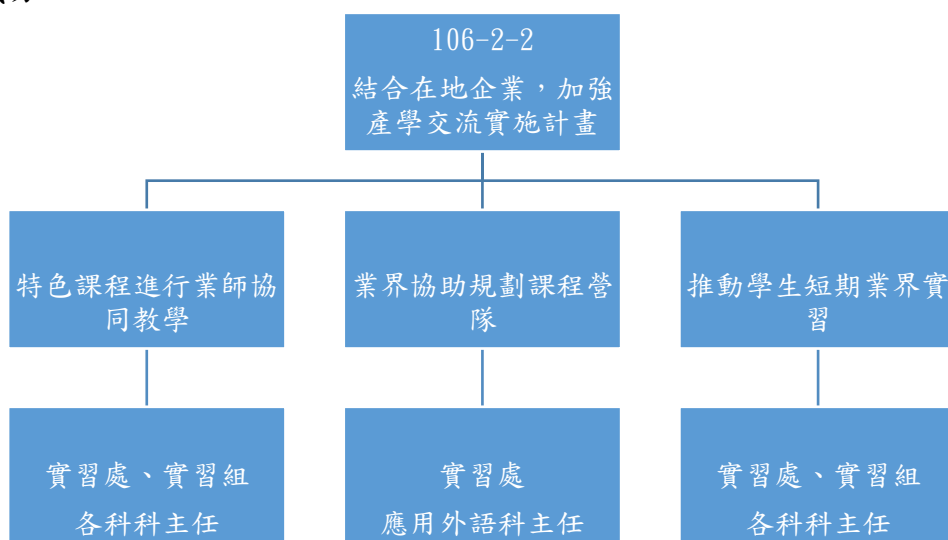 106-2-2
結合在地企業，加強
產學交流實施計畫
特色課程進行業師協
同教學
業界協助規劃課程營
隊
推動學生短期業界實
習
實習處、實習組
各科科主任
實習處
應用外語科主任
實習處、實習組
各科科主任